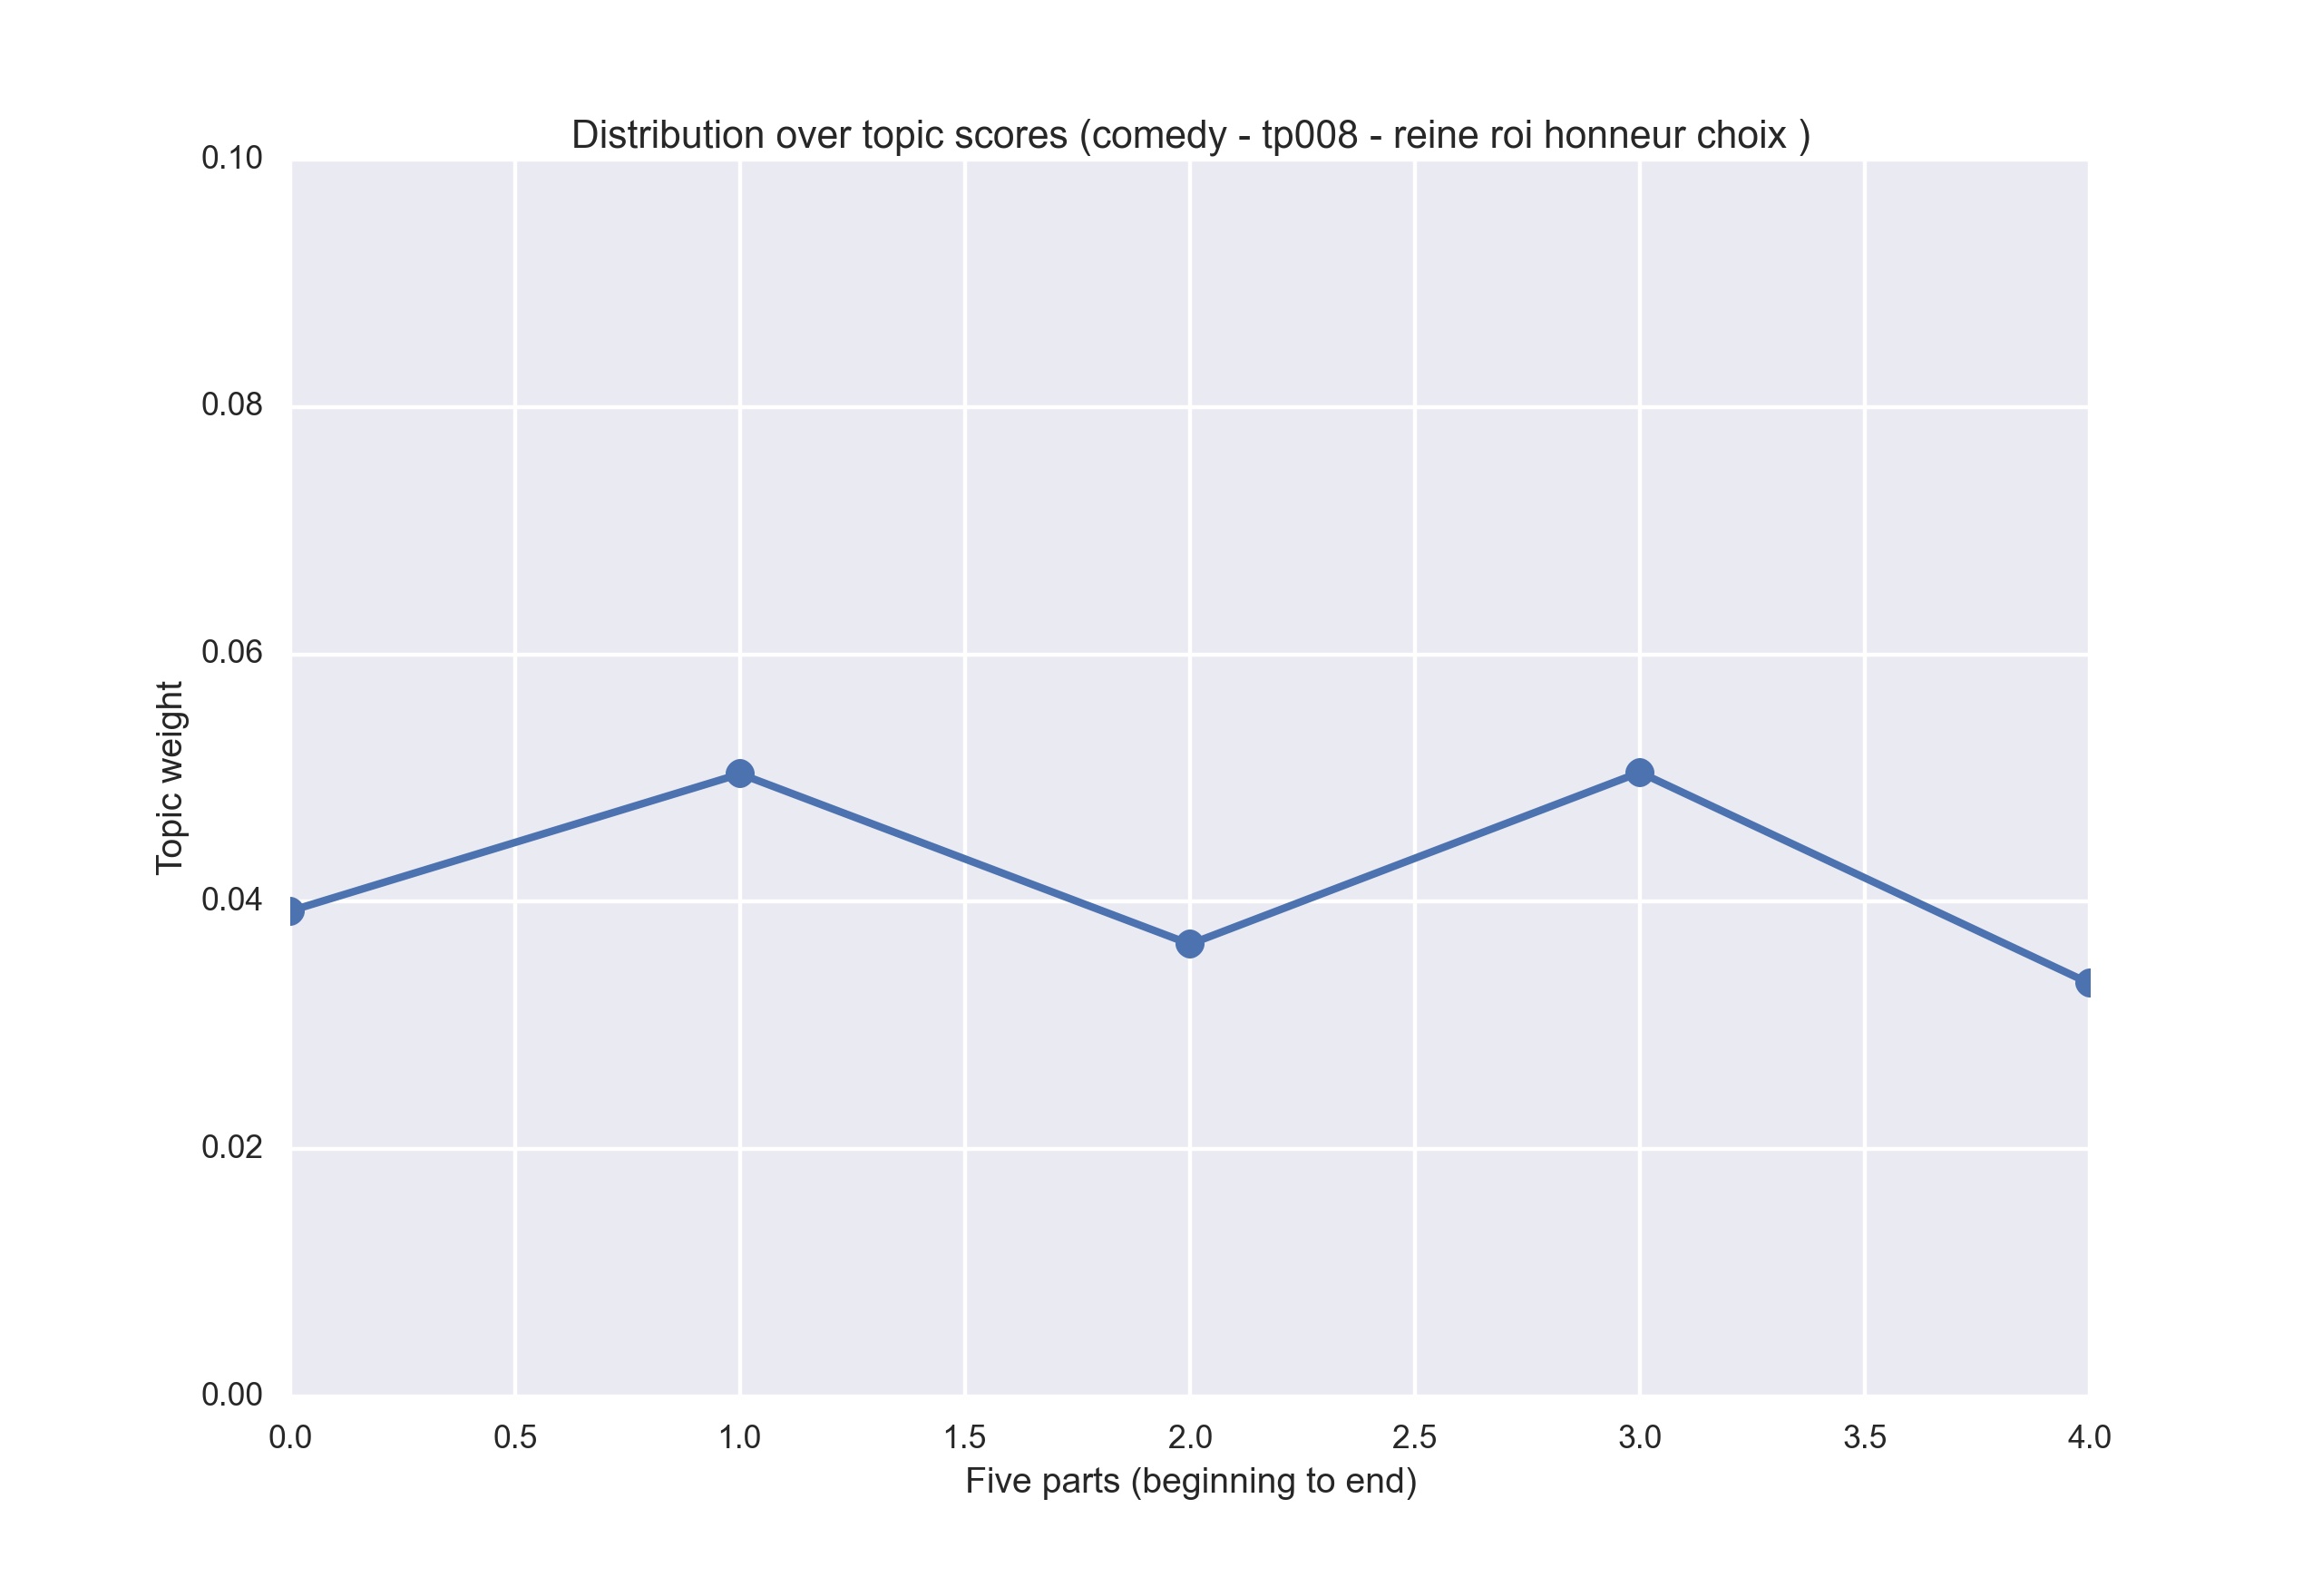 Distribution over topic scores (comedy - tp008 - reine roi honneur choix )
0.10
0.08
0.06
0.04
0.02
0.00
Topic weight
0.0 0.5 1.0 1.5 2.0 2.5 3.0 3.5 4.0
Five parts (beginning to end)